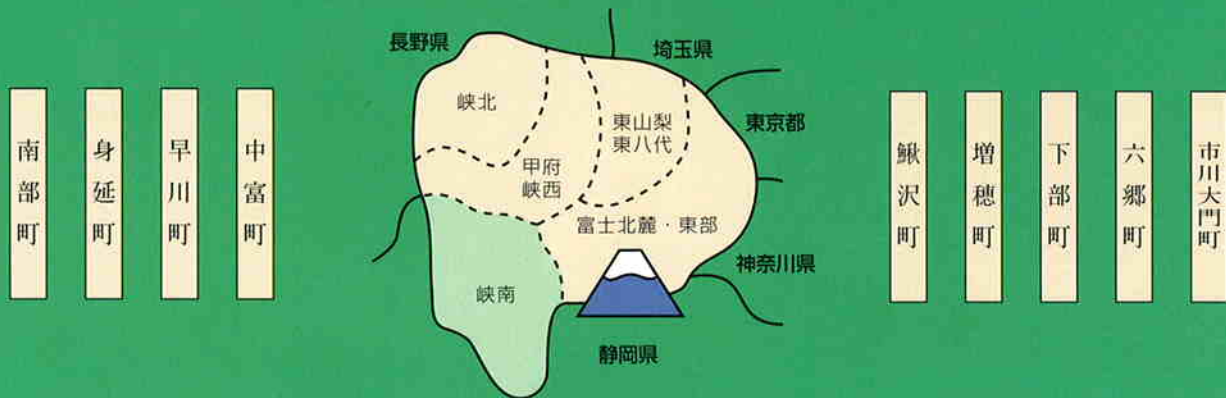 南部町
身延町
早川町
中富町
長野県
埼玉県
東京都
神奈川県
静岡県
峡北
東山梨
東八代
甲府
峡西
富士北麓・東部
峡南
鰍沢町
増穂町
下部町
六郷町
市川大門町